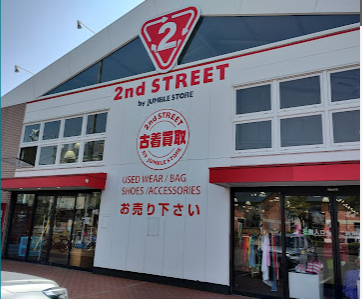 2
2nd STREET
by JUMBLE STORE
2nd STREET
古着買取
BY JUMBLE STORE
USED WEAR / BAG
SHOES / ACCESSORIES
お売り下さい